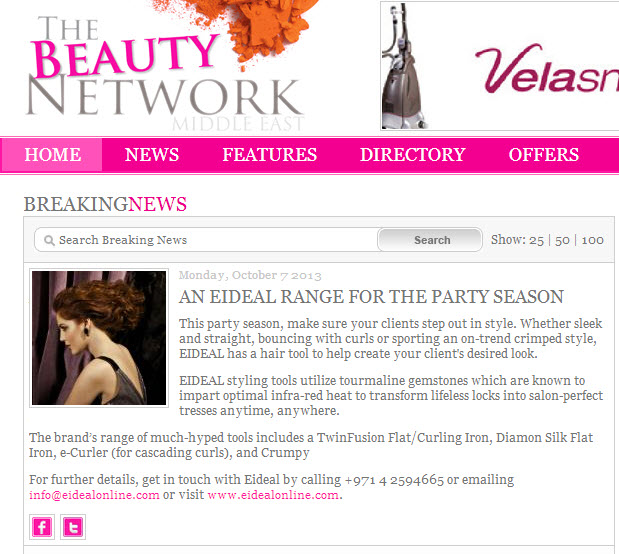 THE
BEAUTY
NETWORK
MIDDLE EAST
Velasm
HOME NEWS FEATURES DIRECTORY OFFERS
BREAKINGNEWS
Search Breaking News Search Show: 25 | 50 | 100
Monday, October 7 2013
AN EIDEAL RANGE FOR THE PARTY SEASON
This party season, make sure your clients step out in style. Whether sleek
and straight, bouncing with curls or sporting an on-trend crimped style,
EIDEAL has a hair tool to help create your client's desired look.
EIDEAL styling tools utilize tourmaline gemstones which are known to
impart optimal infra-red heat to transform lifeless locks into salon-perfect
tresses anytime, anywhere.
The brand's range of much-hyped tools includes a TwinFusion Flat/Curling Iron, Diamon Silk Flat
Iron, e-Curler (for cascading curls), and Crumpy
For further details, get in touch with Eideal by calling +971 4 2594665 or emailing
info@eidealonline.com or visit www.eidealonline.com.